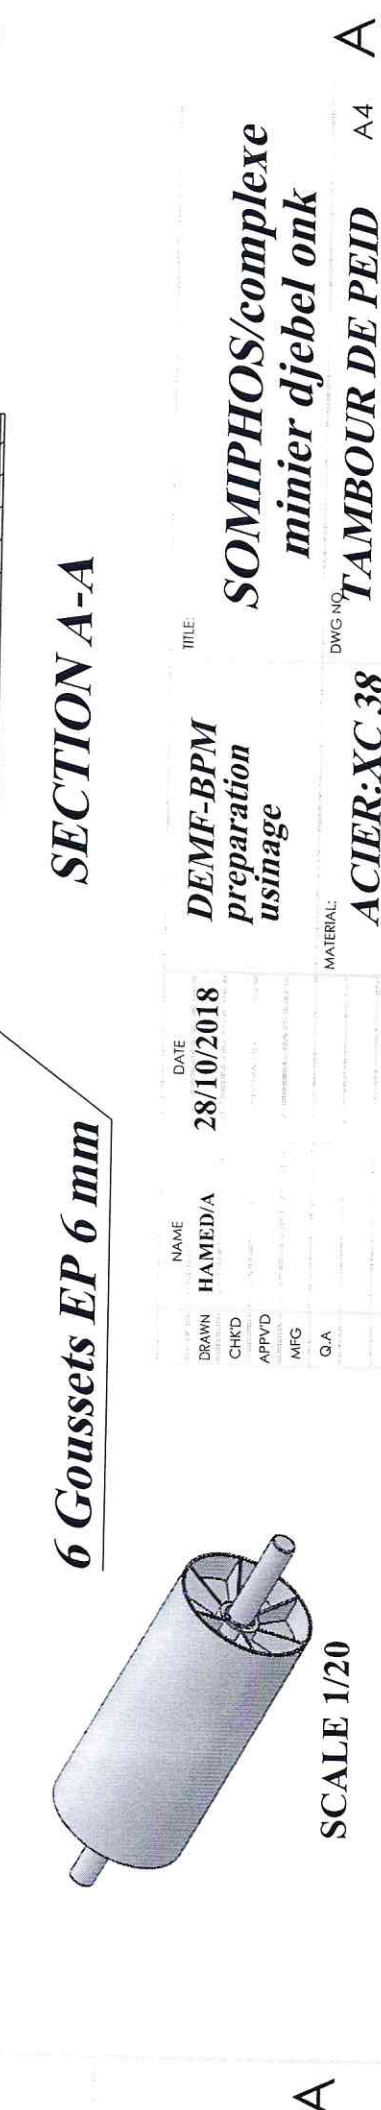 SECTION A-A
6 Goussets EP 6 mm
SCALE 1/20
NAME
DATE
DRAWN
HAMED/A
28/10/2018
CHK'D
APPV'D
MFG
Q.A
DEMF-BPM
preparation
usinage
MATERIAL:
ACIER:XC 38
TITLE:
SOMIPHOS/complexe
minier djebel onk
DWG NO.
TAMBOUR DE PEID
A4
A
A